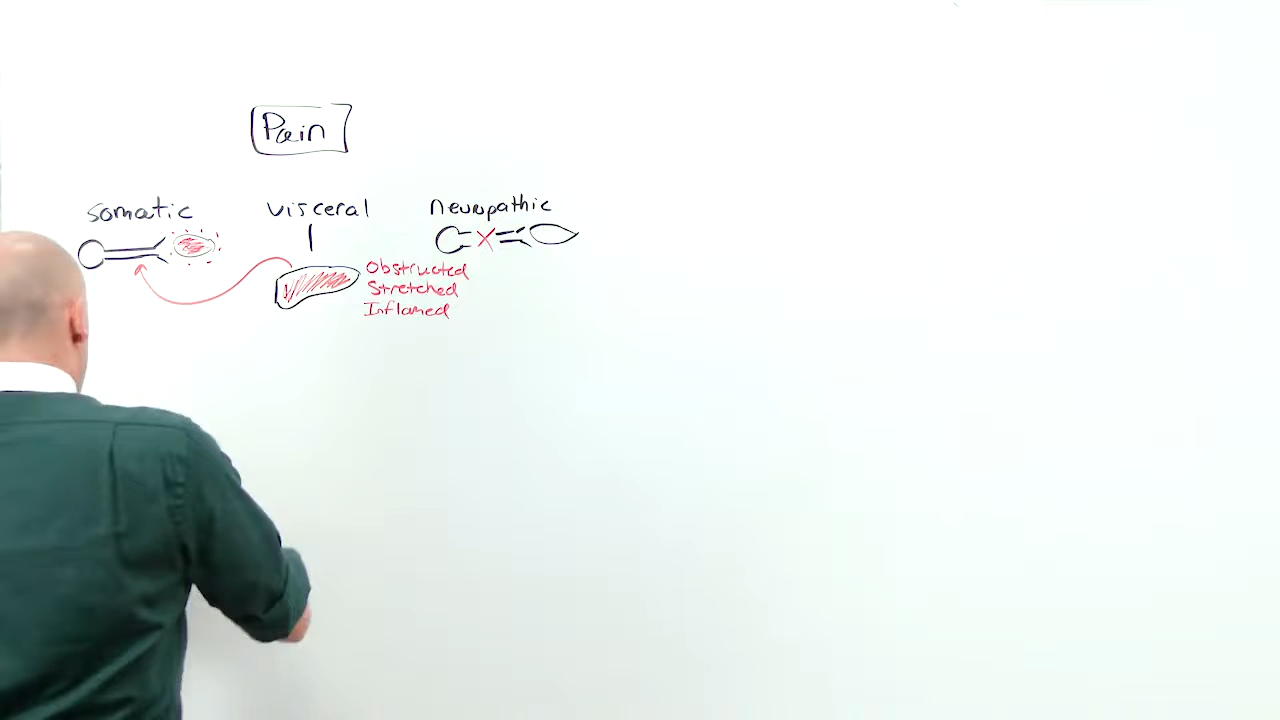 Pain
somatic visceral neuropathic
Obstructed
Stretched
Inflamed